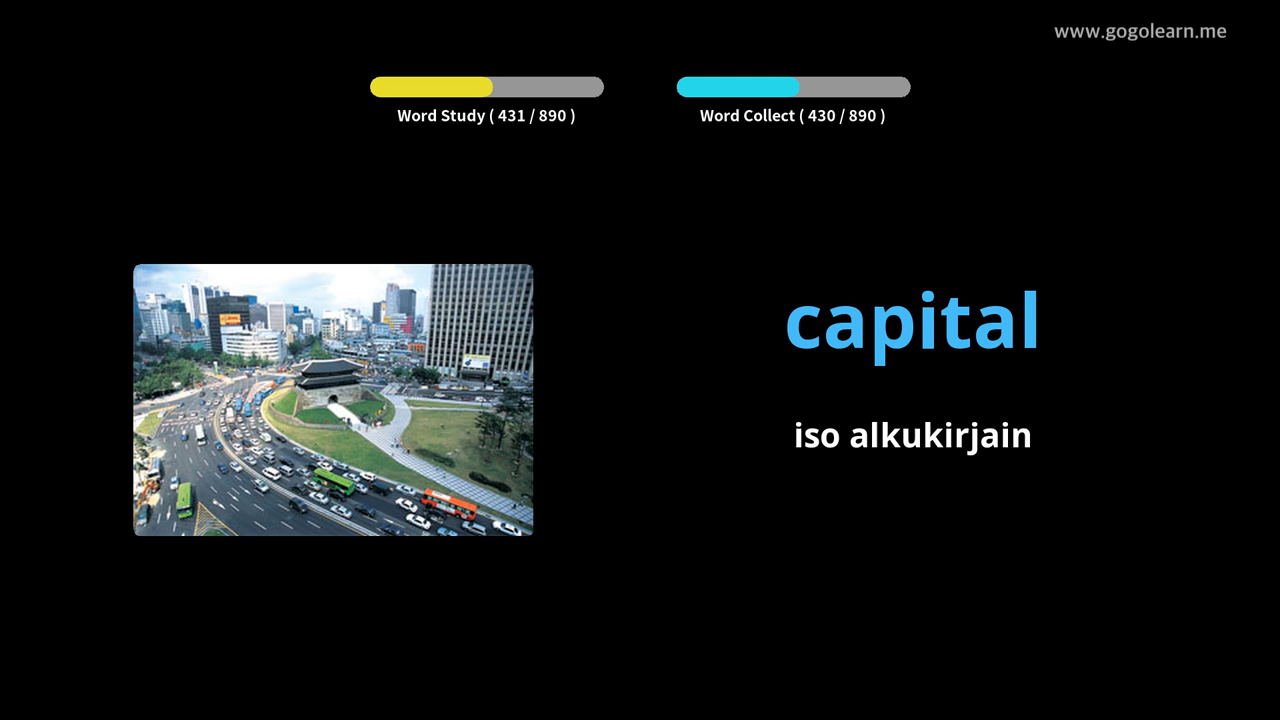 www.gogolearn.me
Word Study ( 431 / 890 )
Word Collect ( 430 / 890 )
capital
iso alkukirjain